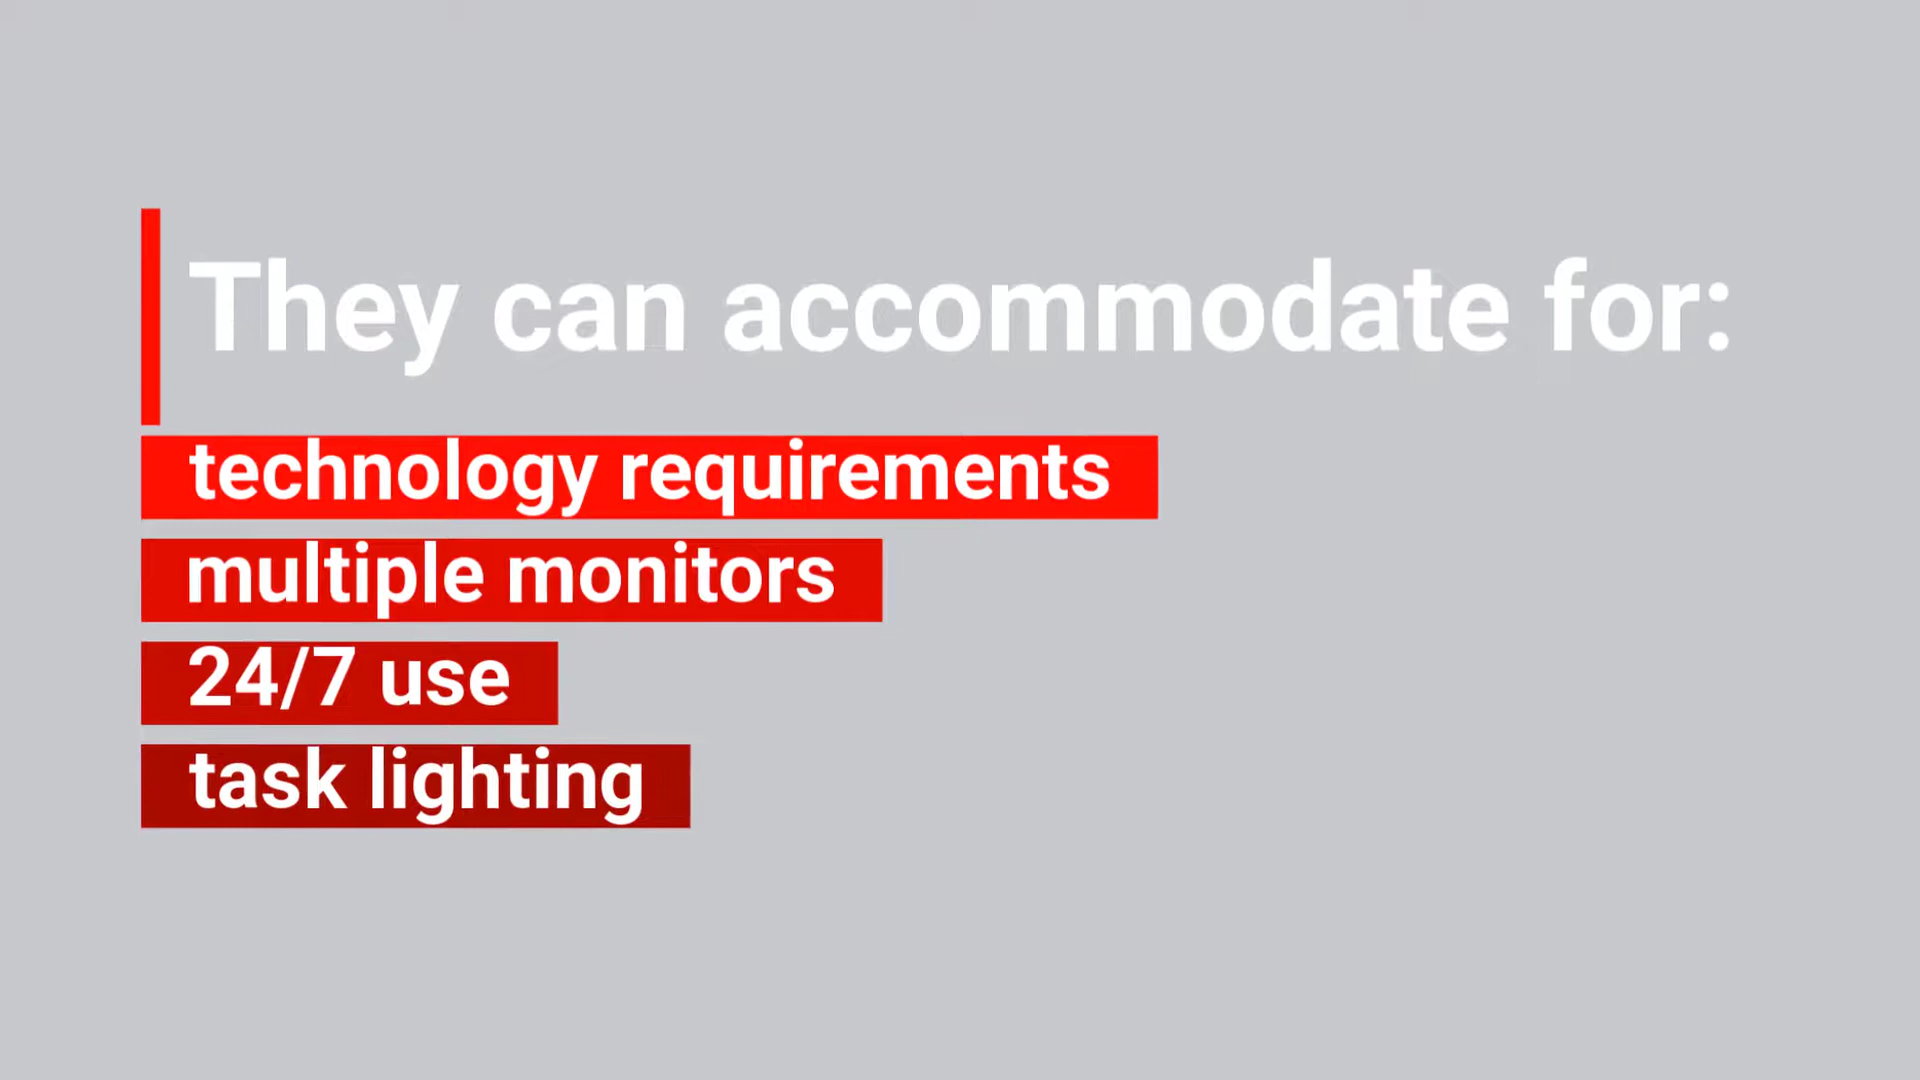 They can accommodate for:
technology requirements
multiple monitors
24/7 use
task lighting